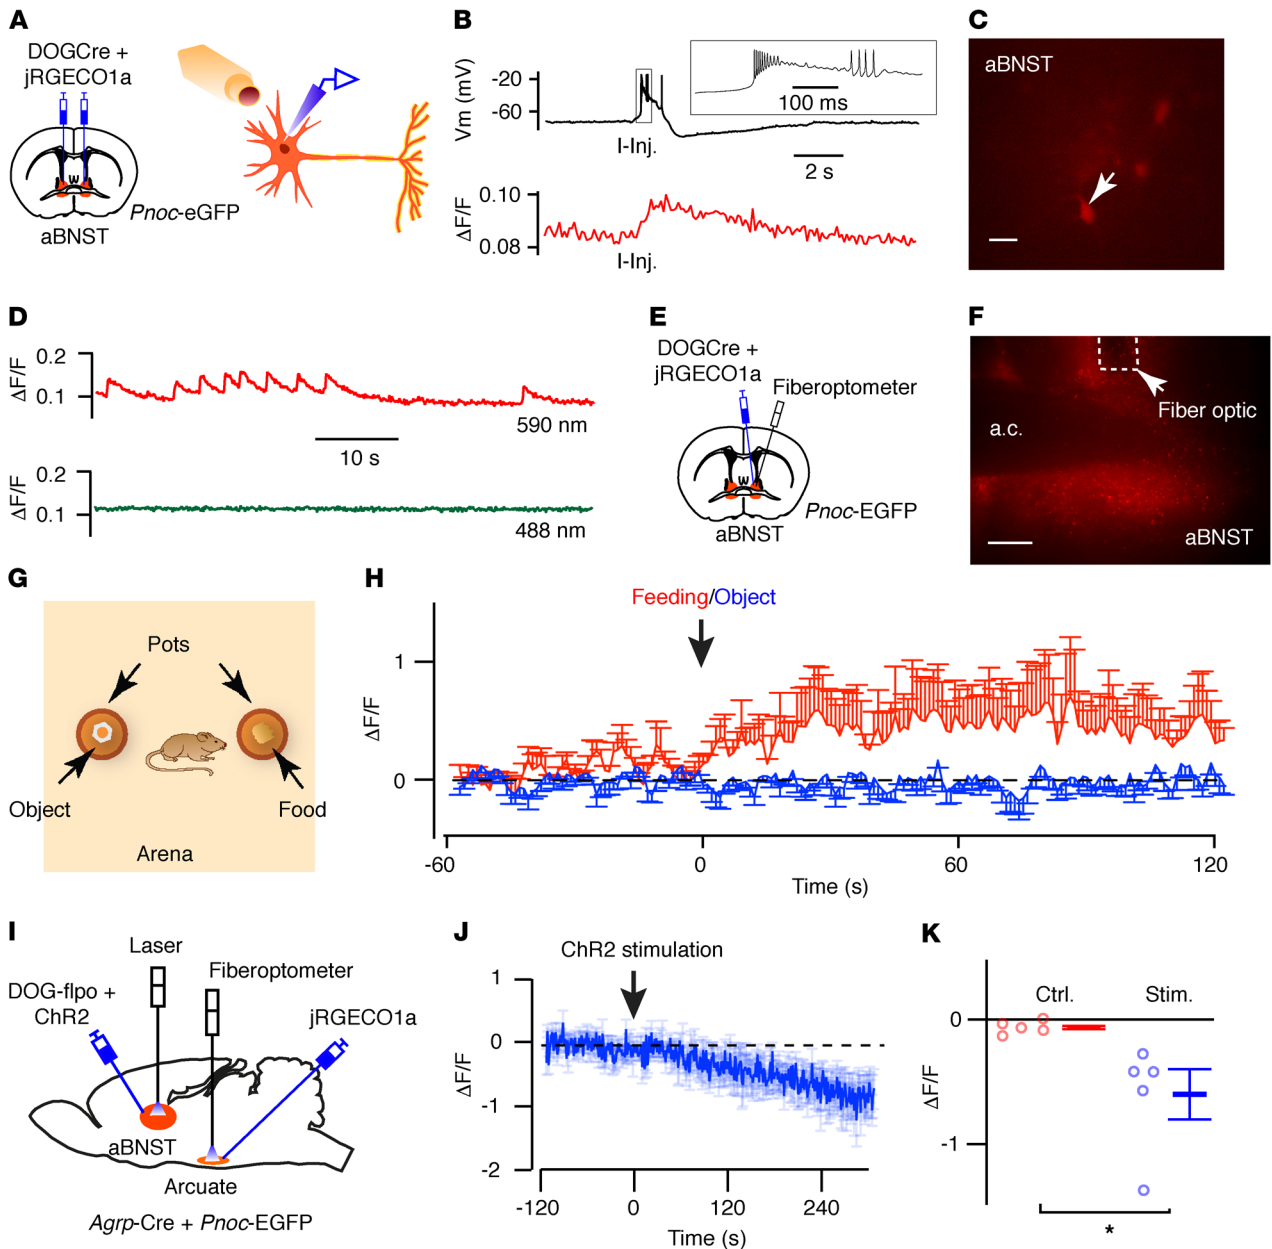 A
DOGCre +
jRGECO1a
Pnoc-eGFP
aBNST
B
Vm (mV)
-20
-60
100 ms
I-Inj.
2 s
ΔF/F
0.10
0.08
I-Inj.
C
aBNST
D
ΔF/F
0.2
0.1
590 nm
10 s
ΔF/F
0.1
488 nm
E
DOGCre +
jRGECO1a
Fiberoptometer
Pnoc-EGFP
aBNST
F
Fiber optic
a.c.
aBNST
G
Pots
Object
Food
Arena
H
Feeding/Object
ΔF/F
1
0
-60
0
60
120
Time (s)
I
Laser
Fiberoptometer
DOG-flpo +
ChR2
jRGECO1a
aBNST
Arcuate
Agrp-Cre + Pnoc-EGFP
J
ChR2 stimulation
ΔF/F
1
0
-1
-2
-120
0
120
240
Time (s)
K
Ctrl.
Stim.
ΔF/F
0
-1
*